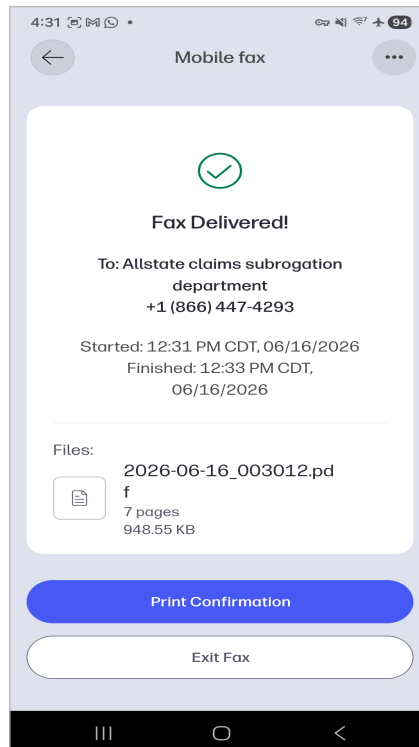 4:31
94
Mobile fax
Fax Delivered!
To: Allstate claims subrogation
department
+1 (866) 447-4293
Started: 12:31 PM CDT, 06/16/2026
Finished: 12:33 PM CDT,
06/16/2026
Files:
2026-06-16_003012.pd
f
7 pages
948.55 KB
Print Confirmation
Exit Fax